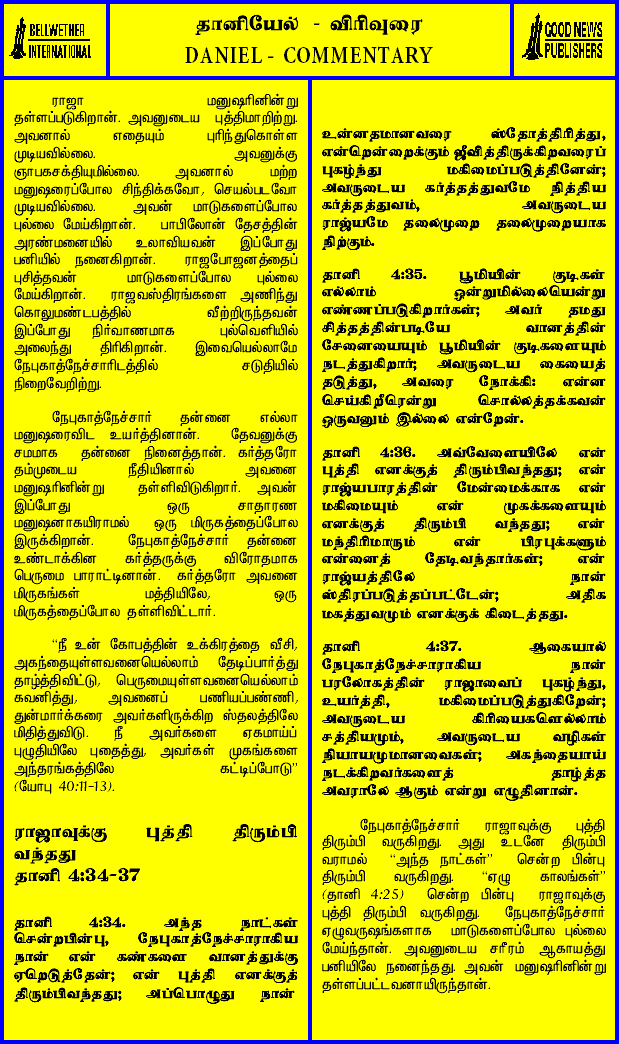 BELLWETHER
INTERNATIONAL
தானியேல் - விரிவுரை
DANIEL - COMMENTARY
GOOD NEWS
PUBLISHERS
ராஜா மனுஷரினின்று
தள்ளப்படுகிறான். அவனுடைய புத்திமாறிற்று.
அவனால் எதையும் புரிந்துகொள்ள
முடியவில்லை. அவனுக்கு
ஞாபகசக்தியுமில்லை. அவனால் மற்ற
மனுஷரைப்போல சிந்திக்கவோ, செயல்படவோ
முடியவில்லை. அவன் மாடுகளைப்போல
புல்லை மேய்கிறான். பாபிலோன் தேசத்தின்
அரண்மனையில் உலாவியவன் இப்போது
பனியில் நனைகிறான். ராஜபோஜனத்தைப்
புசித்தவன் மாடுகளைப்போல புல்லை
மேய்கிறான். ராஜவஸ்திரங்களை அணிந்து
கொலுமண்டபத்தில் வீற்றிருந்தவன்
இப்போது நிர்வாணமாக புல்வெளியில்
அலைந்து திரிகிறான். இவையெல்லாமே
நேபுகாத்நேச்சாரிடத்தில் சடுதியில்
நிறைவேறிற்று.
நேபுகாத்நேச்சார் தன்னை எல்லா
மனுஷரைவிட உயர்த்தினான். தேவனுக்கு
சமமாக தன்னை நினைத்தான். கர்த்தரோ
தம்முடைய நீதியினால் அவனை
மனுஷரினின்று தள்ளிவிடுகிறார். அவன்
இப்போது ஒரு சாதாரண
மனுஷனாகயிராமல் ஒரு மிருகத்தைப்போல
இருக்கிறான். நேபுகாத்நேச்சார் தன்னை
உண்டாக்கின கர்த்தருக்கு விரோதமாக
பெருமை பாராட்டினான். கர்த்தரோ அவனை
மிருகங்கள் மத்தியிலே, ஒரு
மிருகத்தைப்போல தள்ளிவிட்டார்.
“நீ உன் கோபத்தின் உக்கிரத்தை வீசி,
அகந்தையுள்ளவனையெல்லாம் தேடிப்பார்த்து
தாழ்த்திவிட்டு, பெருமையுள்ளவனையெல்லாம்
கவனித்து, அவனைப் பணியப்பண்ணி,
துன்மார்க்கரை அவர்களிருக்கிற ஸ்தலத்திலே
மிதித்துவிடு. நீ அவர்களை ஏகமாய்ப்
புழுதியிலே புதைத்து, அவர்கள் முகங்களை
அந்தரங்கத்திலே கட்டிப்போடு”
(யோபு 40:11-13).
ராஜாவுக்கு புத்தி திரும்பி
வந்தது
தானி 4:34-37
தானி 4:34. அந்த நாட்கள்
சென்றபின்பு, நேபுகாத்நேச்சாராகிய
நான் என் கண்களை வானத்துக்கு
ஏறெடுத்தேன்; என் புத்தி எனக்குத்
திரும்பிவந்தது; அப்பொழுது நான்
உன்னதமானவரை ஸ்தோத்திரித்து,
என்றென்றைக்கும் ஜீவித்திருக்கிறவரைப்
புகழ்ந்து மகிமைப்படுத்தினேன்;
அவருடைய கர்த்தத்துவமே நித்திய
கர்த்தத்துவம், அவருடைய
ராஜ்யமே தலைமுறை தலைமுறையாக
நிற்கும்.
தானி 4:35. பூமியின் குடிகள்
எல்லாம் ஒன்றுமில்லையென்று
எண்ணப்படுகிறார்கள்; அவர் தமது
சித்தத்தின்படியே வானத்தின்
சேனையையும் பூமியின் குடிகளையும்
நடத்துகிறார்; அவருடைய கையைத்
தடுத்து, அவரை நோக்கி: என்ன
செய்கிறீரென்று சொல்லத்தக்கவன்
ஒருவனும் இல்லை என்றேன்.
தானி 4:36. அவ்வேளையிலே என்
புத்தி எனக்குத் திரும்பிவந்தது; என்
ராஜ்யபாரத்தின் மேன்மைக்காக என்
மகிமையும் என் முகக்களையும்
எனக்குத் திரும்பி வந்தது; என்
மந்திரிமாரும் என் பிரபுக்களும்
என்னைத் தேடிவந்தார்கள்; என்
ராஜ்யத்திலே நான்
ஸ்திரப்படுத்தப்பட்டேன்; அதிக
மகத்துவமும் எனக்குக் கிடைத்தது.
தானி 4:37. ஆகையால்
நேபுகாத்நேச்சாராகிய நான்
பரலோகத்தின் ராஜாவைப் புகழ்ந்து,
உயர்த்தி, மகிமைப்படுத்துகிறேன்;
அவருடைய கிரியைகளெல்லாம்
சத்தியமும், அவருடைய வழிகள்
நியாயமுமானவைகள்; அகந்தையாய்
நடக்கிறவர்களைத் தாழ்த்த
அவராலே ஆகும் என்று எழுதினான்.
நேபுகாத்நேச்சார் ராஜாவுக்கு புத்தி
திரும்பி வருகிறது. அது உடனே திரும்பி
வராமல் “அந்த நாட்கள்” சென்ற பின்பு
திரும்பி வருகிறது. “ஏழு காலங்கள்”
(தானி 4:25) சென்ற பின்பு ராஜாவுக்கு
புத்தி திரும்பி வருகிறது. நேபுகாத்நேச்சார்
ஏழுவருஷங்களாக மாடுகளைப்போல புல்லை
மேய்ந்தான். அவனுடைய சரீரம் ஆகாயத்து
பனியிலே நனைந்தது. அவன் மனுஷரினின்று
தள்ளப்பட்டவனாயிருந்தான்.